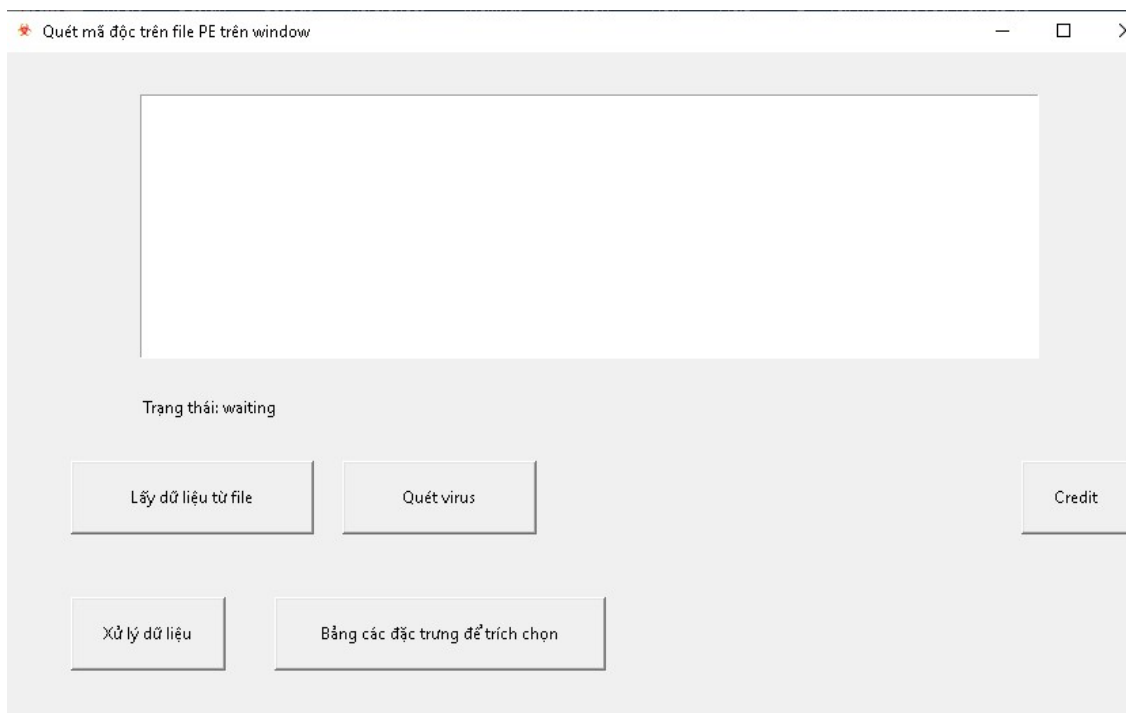 Quét mã độc trên file PE trên window
Trạng thái: waiting
Lấy dữ liệu từ file
Quét virus
Credit
Xử lý dữ liệu
Bảng các đặc trưng để trích chọn